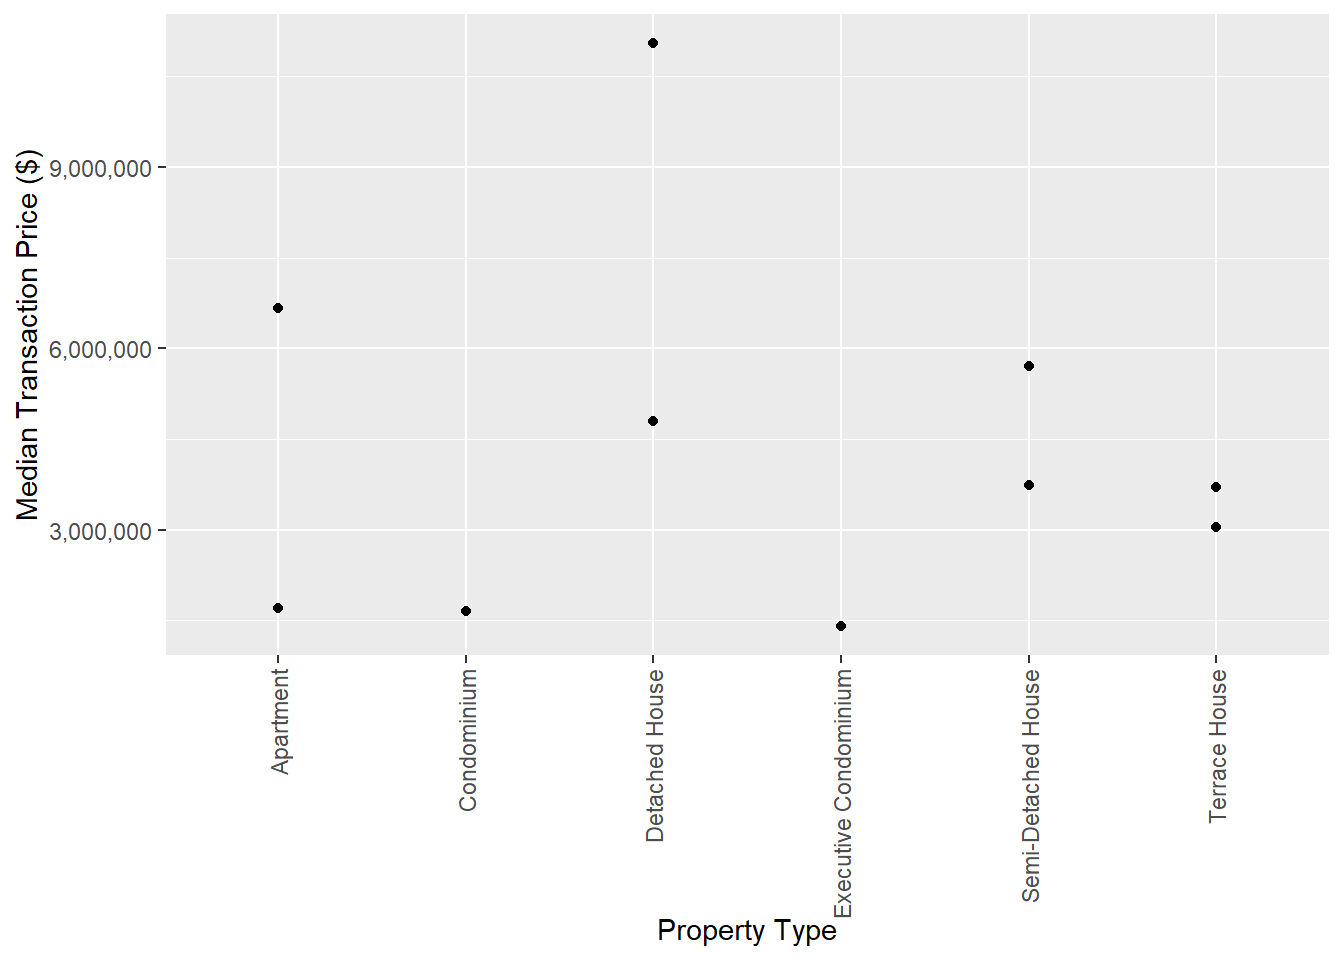 Median Transaction Price ($)
9,000,000
6,000,000
3,000,000
Apartment
Condominium
Detached House
Executive Condominium
Semi-Detached House
Terrace House
Property Type